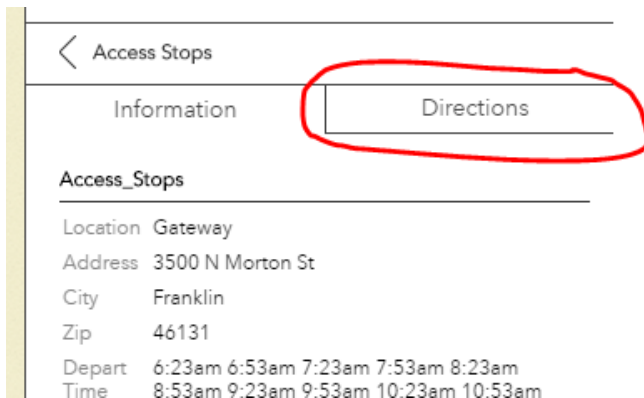 Access Stops
Information Directions
Access_Stops
Location Gateway
Address 3500 N Morton St
City Franklin
Zip 46131
Depart 6:23am 6:53am 7:23am 7:53am 8:23am
Time 8:53am 9:23am 9:53am 10:23am 10:53am